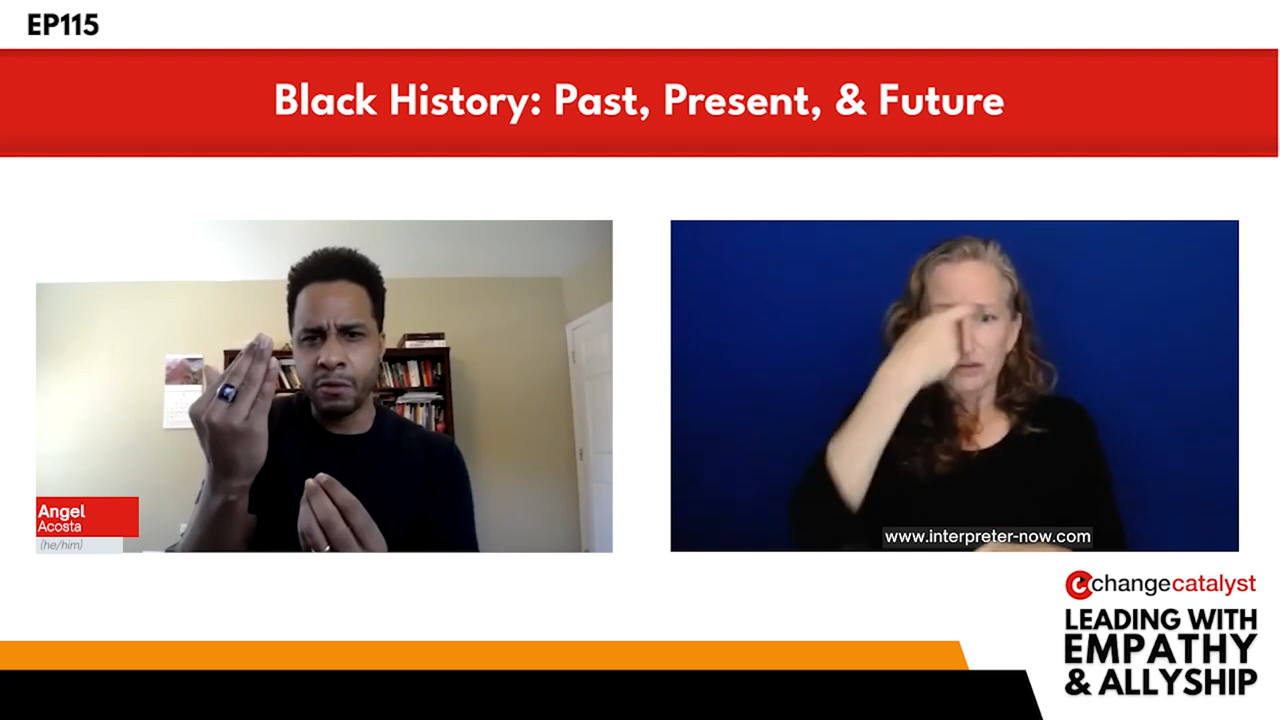 EP115
Black History: Past, Present, & Future
Angel
Acosta
(he/him)
www.interpreter-now.com
changecatalyst
LEADING WITH
EMPATHY
& ALLYSHIP